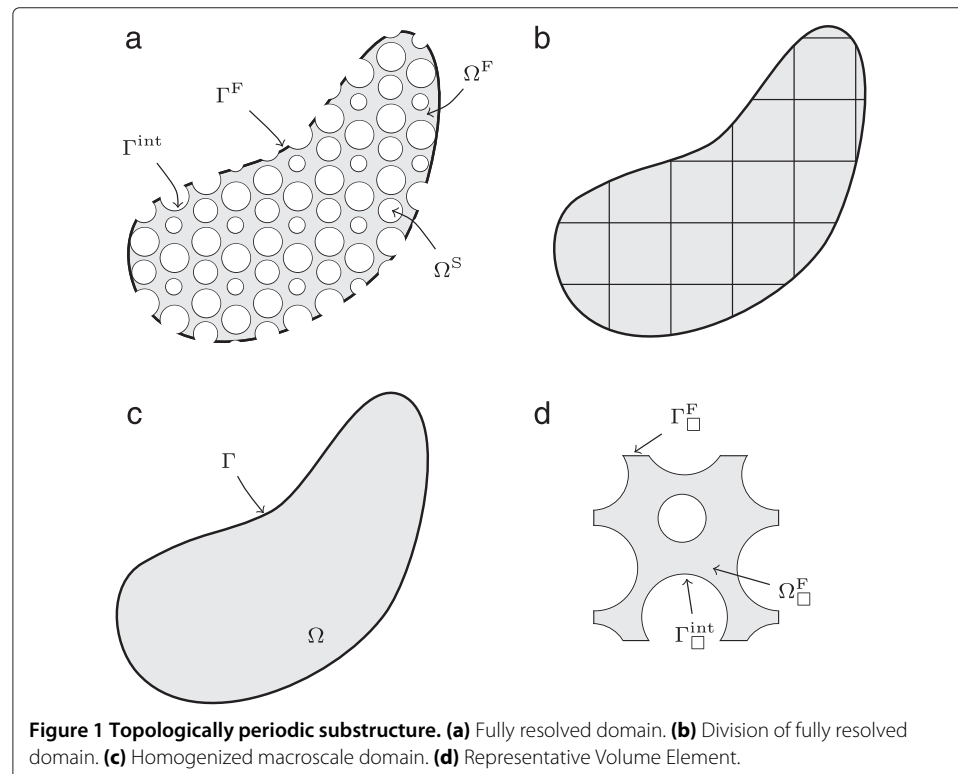 a
b
Γ^F
Ω^F
Γ^int
Ω^S
c
d
Γ
Ω
Γ^F_□
Ω^F_□
Γ^int_□
Figure 1 Topologically periodic substructure. (a) Fully resolved domain. (b) Division of fully resolved
domain. (c) Homogenized macroscale domain. (d) Representative Volume Element.